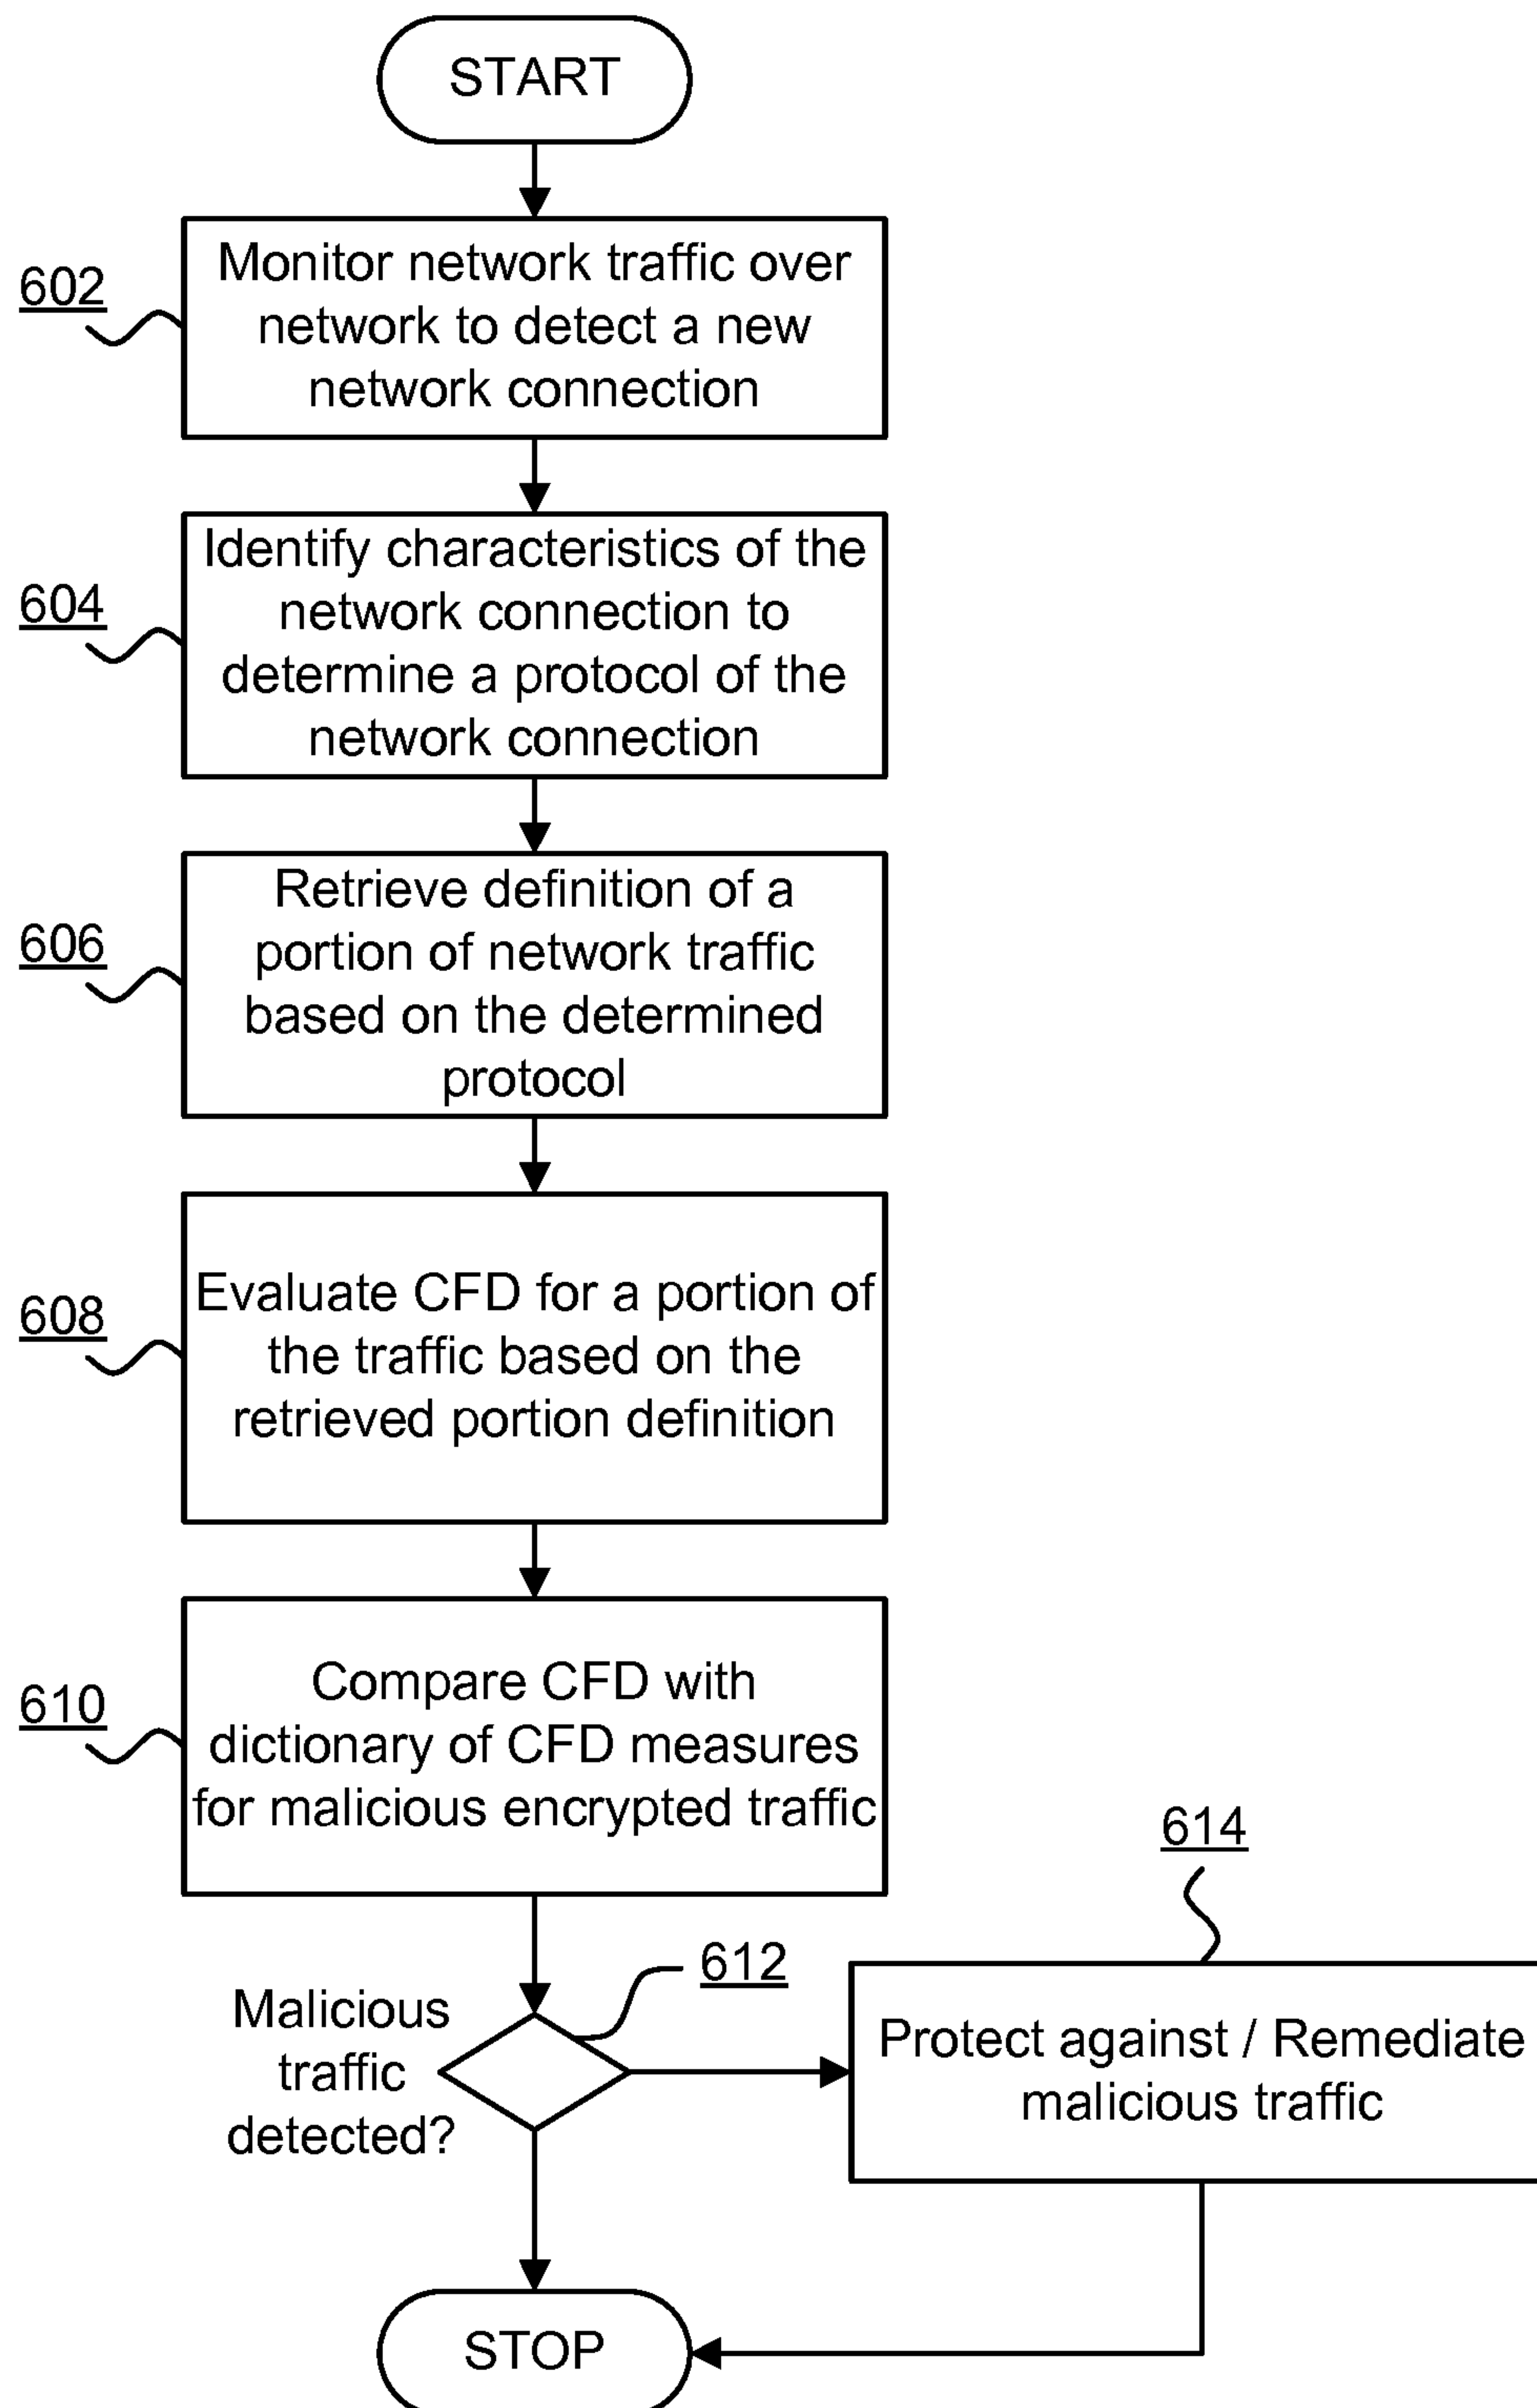 START
602
Monitor network traffic over
network to detect a new
network connection
604
Identify characteristics of the
network connection to
determine a protocol of the
network connection
606
Retrieve definition of a
portion of network traffic
based on the determined
protocol
608
Evaluate CFD for a portion of
the traffic based on the
retrieved portion definition
610
Compare CFD with
dictionary of CFD measures
for malicious encrypted traffic
612
Malicious
traffic
detected?
614
Protect against / Remediate
malicious traffic
STOP